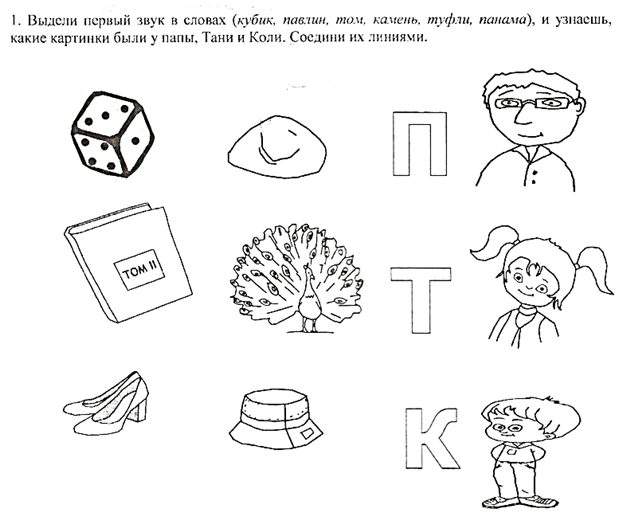 1. Выдели первый звук в словах (кубик, павлин, том, камень, туфли, панама), и узнаешь,
какие картинки были у папы, Тани и Коли. Соедини их линиями.
П
ТОМ II
Т
К